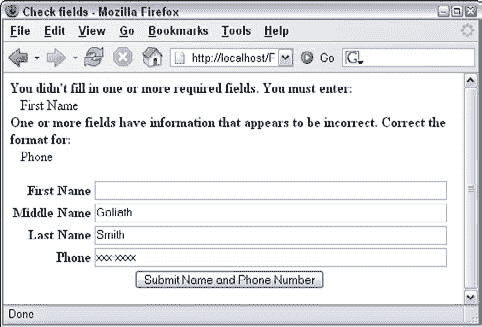 Check fields - Mozilla Firefox
File Edit View Go Bookmarks Tools Help
http://localhost/F Go G
You didn't fill in one or more required fields. You must enter:
First Name
One or more fields have information that appears to be incorrect. Correct the
format for:
Phone
First Name
Middle Name Goliath
Last Name Smith
Phone xxx-xxxx
Submit Name and Phone Number
Done